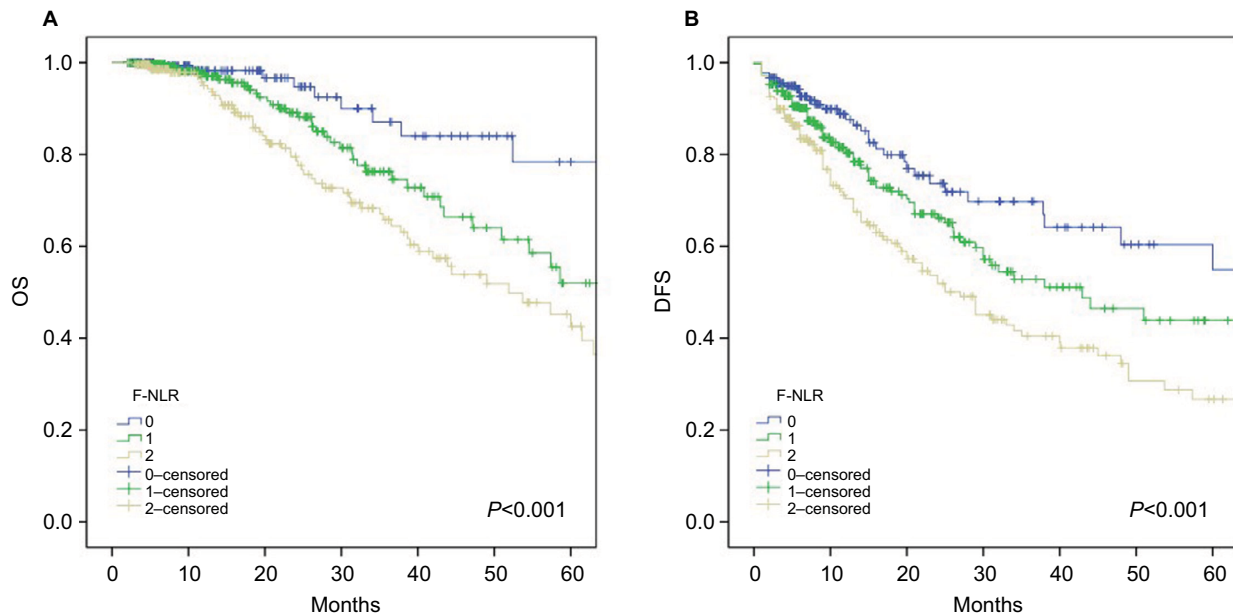 A
1.0
0.8
0.6
0.4
0.2
0.0
OS
F-NLR
0
1
2
0–censored
1–censored
2–censored
P<0.001
0 10 20 30 40 50 60
Months
B
1.0
0.8
0.6
0.4
0.2
0.0
DFS
F-NLR
0
1
2
0–censored
1–censored
2–censored
P<0.001
0 10 20 30 40 50 60
Months